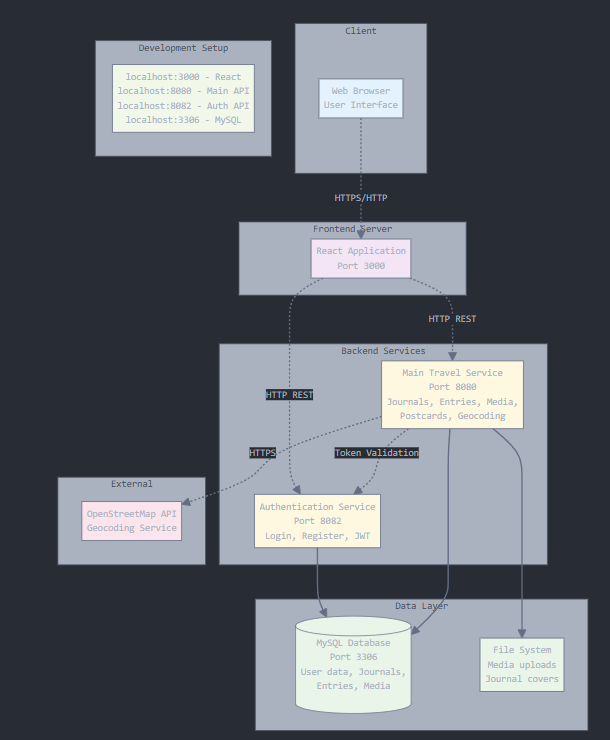 Development Setup
localhost:3000 - React
localhost:8080 - Main API
localhost:8082 - Auth API
localhost:3306 - MySQL
Client
Web Browser
User Interface
HTTPS/HTTP
Frontend Server
React Application
Port 3000
HTTP REST
Backend Services
Main Travel Service
Port 8080
Journals, Entries, Media,
Postcards, Geocoding
HTTP REST
HTTPS
Token Validation
External
OpenStreetMap API
Geocoding Service
Authentication Service
Port 8082
Login, Register, JWT
Data Layer
MySQL Database
Port 3306
User data, Journals,
Entries, Media
File System
Media uploads
Journal covers